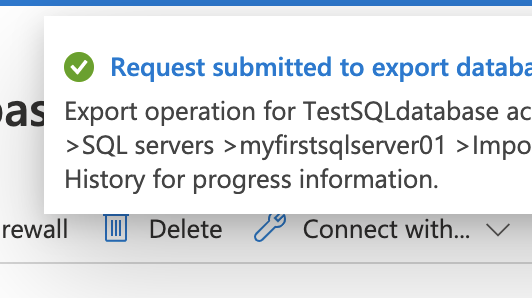 Request submitted to export databa
Export operation for TestSQLdatabase ac
>SQL servers >myfirstsqlserver01 >Impo
History for progress information.
bas
rewall Delete Connect with...